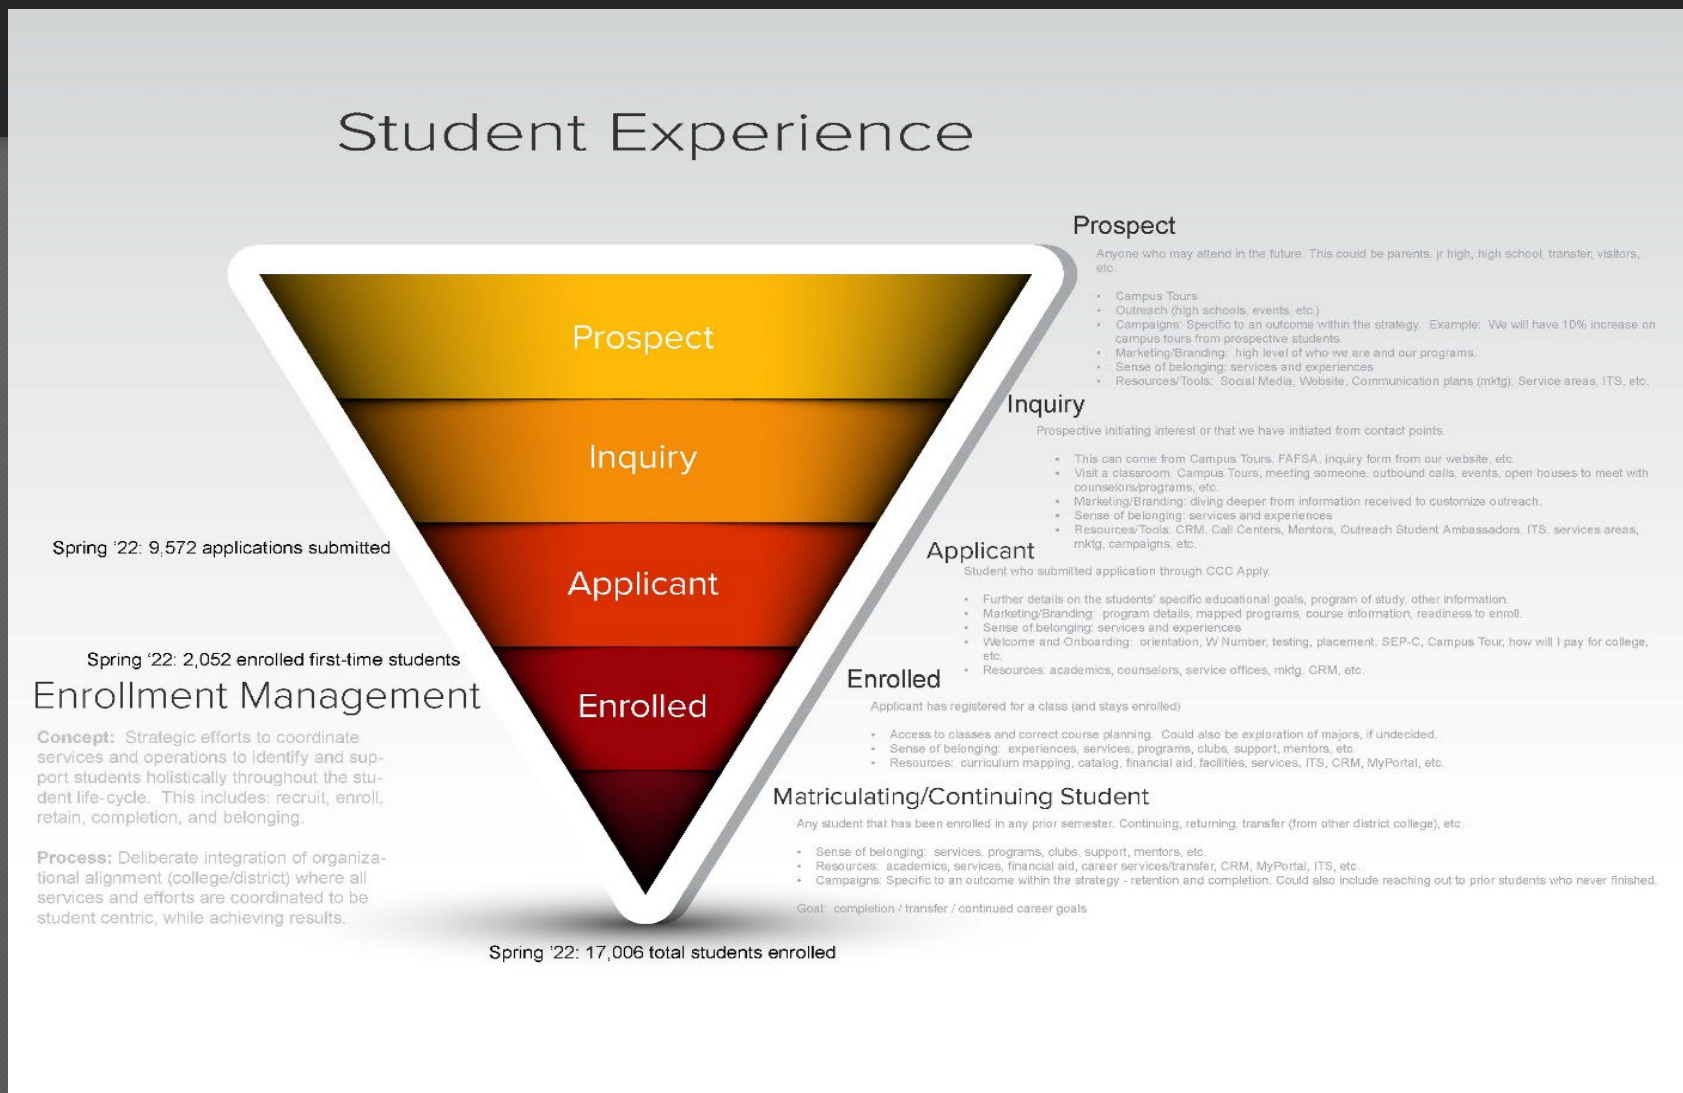 Student Experience
Prospect
Inquiry
Applicant
Enrolled
Spring '22: 9,572 applications submitted
Spring '22: 2,052 enrolled first-time students
Enrollment Management
Concept: Strategic efforts to coordinate
services and operations to identify and sup-
port students holistically throughout the stu-
dent life-cycle. This includes: recruit, enroll,
retain, completion, and belonging.
Process: Deliberate integration of organiza-
tional alignment (college/district) where all
services and efforts are coordinated to be
student centric, while achieving results.
Spring '22: 17,006 total students enrolled
Prospect
Anyone who may attend in the future. This could be parents, jr high, high school, transfer, visitors,
etc.
• Campus Tours
• Outreach (high schools, events, etc.)
• Campaigns: Specific to an outcome within the strategy. Example: We will have 10% increase on
campus tours from prospective students.
• Marketing/Branding: high level of who we are and our programs.
• Sense of belonging: services and experiences
• Resources/Tools: Social Media, Website, Communication plans (mktg), Service areas, ITS, etc.
Inquiry
Prospective initiating interest or that we have initiated from contact points.
• This can come from Campus Tours, FAFSA, inquiry form from our website, etc.
• Visit a classroom, Campus Tours, meeting someone, outbound calls, events, open houses to meet with
counselors/programs, etc.
• Marketing/Branding: diving deeper from information received to customize outreach.
• Sense of belonging: services and experiences
• Resources/Tools: CRM, Call Centers, Mentors, Outreach Student Ambassadors, ITS, services areas,
mktg, campaigns, etc.
Applicant
Student who submitted application through CCC Apply.
• Further details on the students' specific educational goals, program of study, other information.
• Marketing/Branding: program details, mapped programs, course information, readiness to enroll.
• Sense of belonging: services and experiences
• Welcome and Onboarding: orientation, W Number, testing, placement, SEP-C, Campus Tour, how will I pay for college,
etc.
• Resources: academics, counselors, service offices, mktg, CRM, etc.
Enrolled
Applicant has registered for a class (and stays enrolled)
• Access to classes and correct course planning. Could also be exploration of majors, if undecided.
• Sense of belonging: experiences, services, programs, clubs, support, mentors, etc.
• Resources: curriculum mapping, catalog, financial aid, facilities, services, ITS, CRM, MyPortal, etc.
Matriculating/Continuing Student
Any student that has been enrolled in any prior semester. Continuing, returning, transfer (from other district college), etc.
• Sense of belonging: services, programs, clubs, support, mentors, etc.
• Resources: academics, services, financial aid, career services/transfer, CRM, MyPortal, ITS, etc.
• Campaigns: Specific to an outcome within the strategy - retention and completion. Could also include reaching out to prior students who never finished.
Goal: completion / transfer / continued career goals